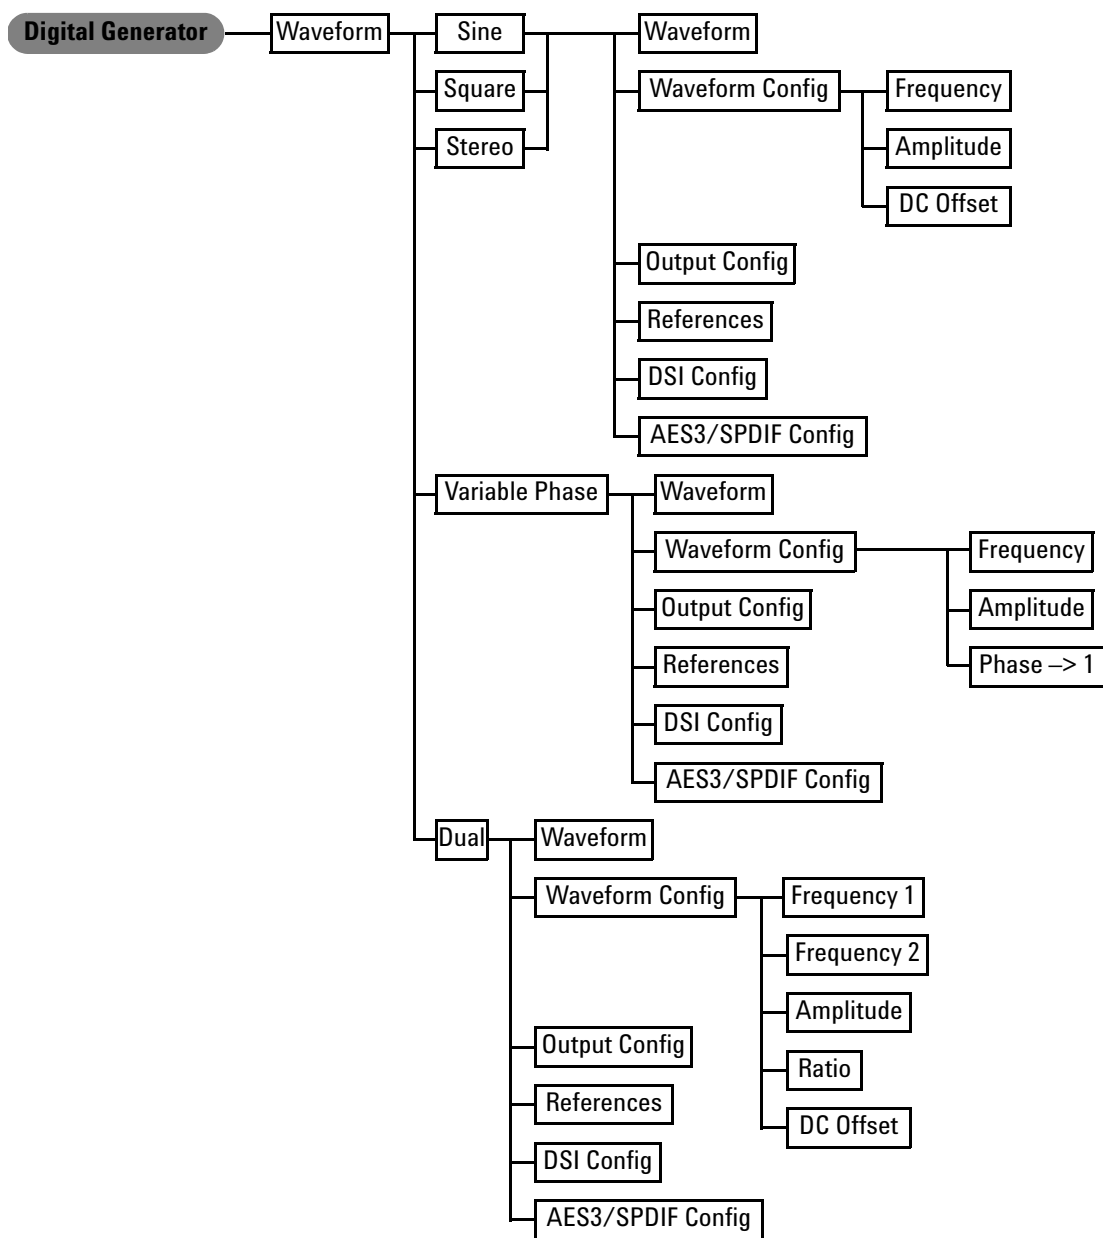 Digital Generator
Waveform
Sine
Waveform
Square
Waveform Config
Frequency
Stereo
Amplitude
DC Offset
Output Config
References
DSI Config
AES3/SPDIF Config
Variable Phase
Waveform
Waveform Config
Frequency
Output Config
Amplitude
References
Phase –> 1
DSI Config
AES3/SPDIF Config
Dual
Waveform
Waveform Config
Frequency 1
Frequency 2
Amplitude
Output Config
Ratio
References
DC Offset
DSI Config
AES3/SPDIF Config